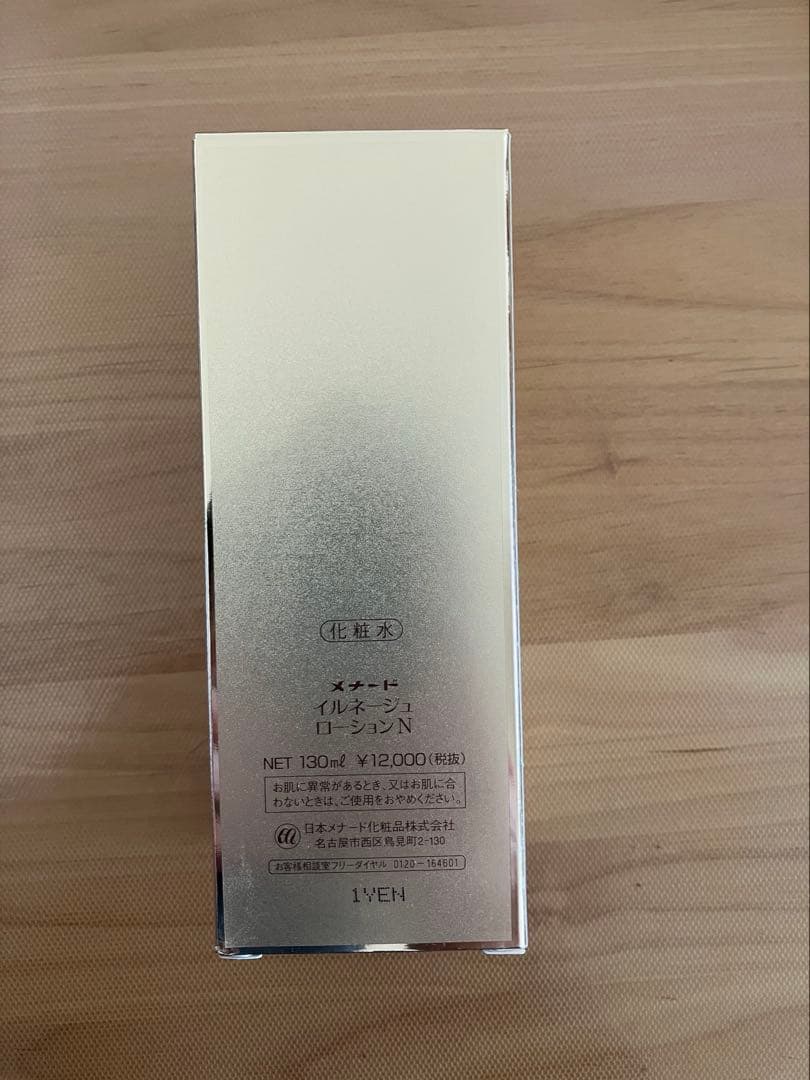 化粧水
メナード
イルネージュ
ローションN
NET 130mℓ ¥12,000(税抜)
お肌に異常があるとき、又はお肌に合
わないときは、ご使用をおやめください。
日本メナード化粧品株式会社
名古屋市西区鳥見町2-130
お客様相談室フリーダイヤル 0120-164601
1YEN